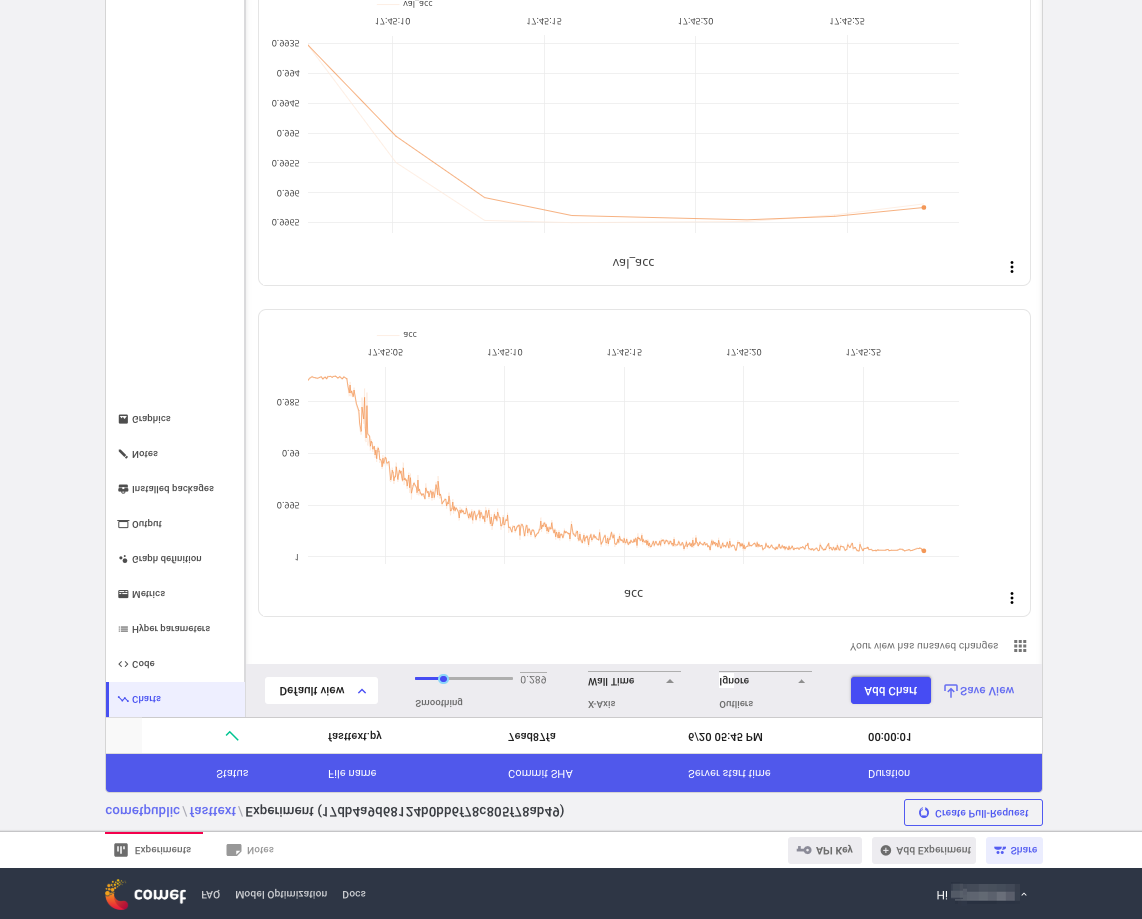 comet FAQ Model Optimization Docs Hi
Experiments Notes API Key Add Experiment Share
cometpublic / fasttext / Experiment (17db4a9d68124b0bb6f78c805f78ab49) Create Pull-Request
Status File name Commit SHA Server start time Duration
fasttext.py 7ead87fa 6/20 05:45 PM 00:00:01
Charts
Code
Hyper parameters
Metrics
Graph definition
Output
Installed packages
Notes
Graphics
Smoothing X-Axis Outliers
Default view 0.289 Wall Time Ignore Add Chart Save View
Your view has unsaved changes
acc
1
0.995
0.99
0.985
17:45:05 17:45:10 17:45:15 17:45:20 17:45:25
acc
val_acc
0.9965
0.996
0.9955
0.995
0.9945
0.994
0.9935
17:45:10 17:45:15 17:45:20 17:45:25
val_acc